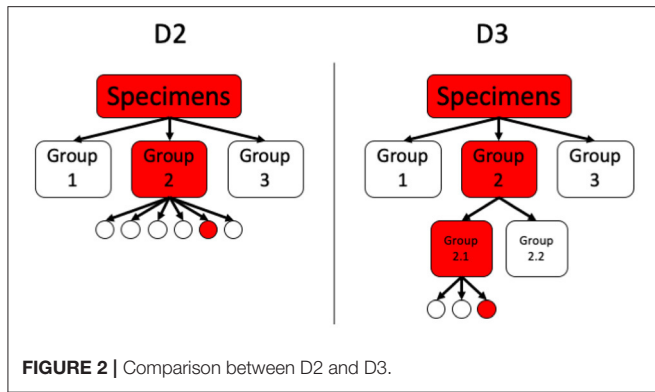 D2
D3
Specimens
Specimens
Group
1
Group
2
Group
3
Group
1
Group
2
Group
3
Group
2.1
Group
2.2
FIGURE 2 | Comparison between D2 and D3.